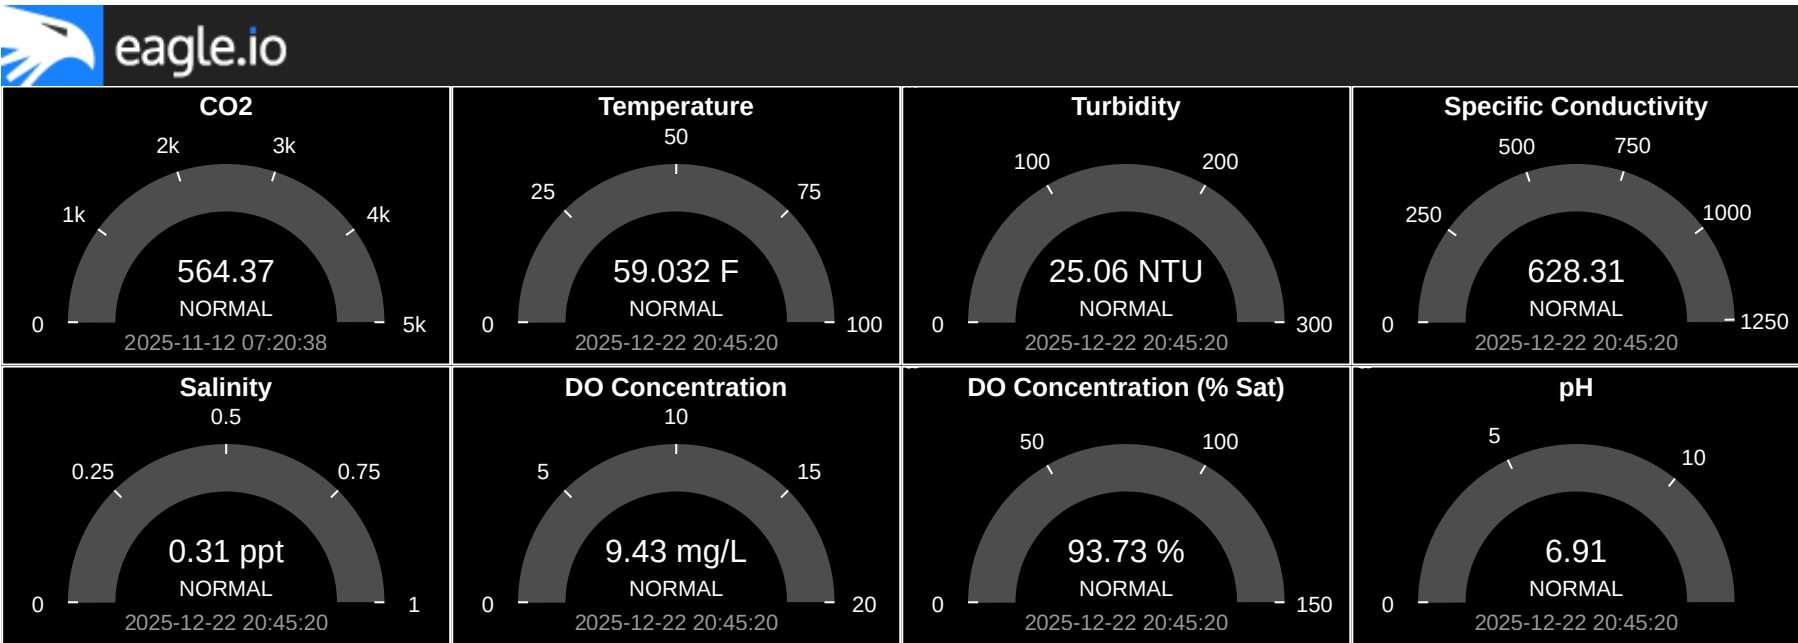 eagle.io
CO2
2k
3k
1k
4k
564.37
NORMAL
0
5k
2025-11-12 07:20:38
Temperature
50
25
75
59.032 F
NORMAL
0
100
2025-12-22 20:45:20
Turbidity
100
200
25.06 NTU
NORMAL
0
300
2025-12-22 20:45:20
Specific Conductivity
500
750
250
1000
628.31
NORMAL
0
1250
2025-12-22 20:45:20
Salinity
0.5
0.25
0.75
0.31 ppt
NORMAL
0
1
2025-12-22 20:45:20
DO Concentration
10
5
15
9.43 mg/L
NORMAL
0
20
2025-12-22 20:45:20
DO Concentration (% Sat)
50
100
93.73 %
NORMAL
0
150
2025-12-22 20:45:20
pH
5
10
6.91
NORMAL
0
2025-12-22 20:45:20